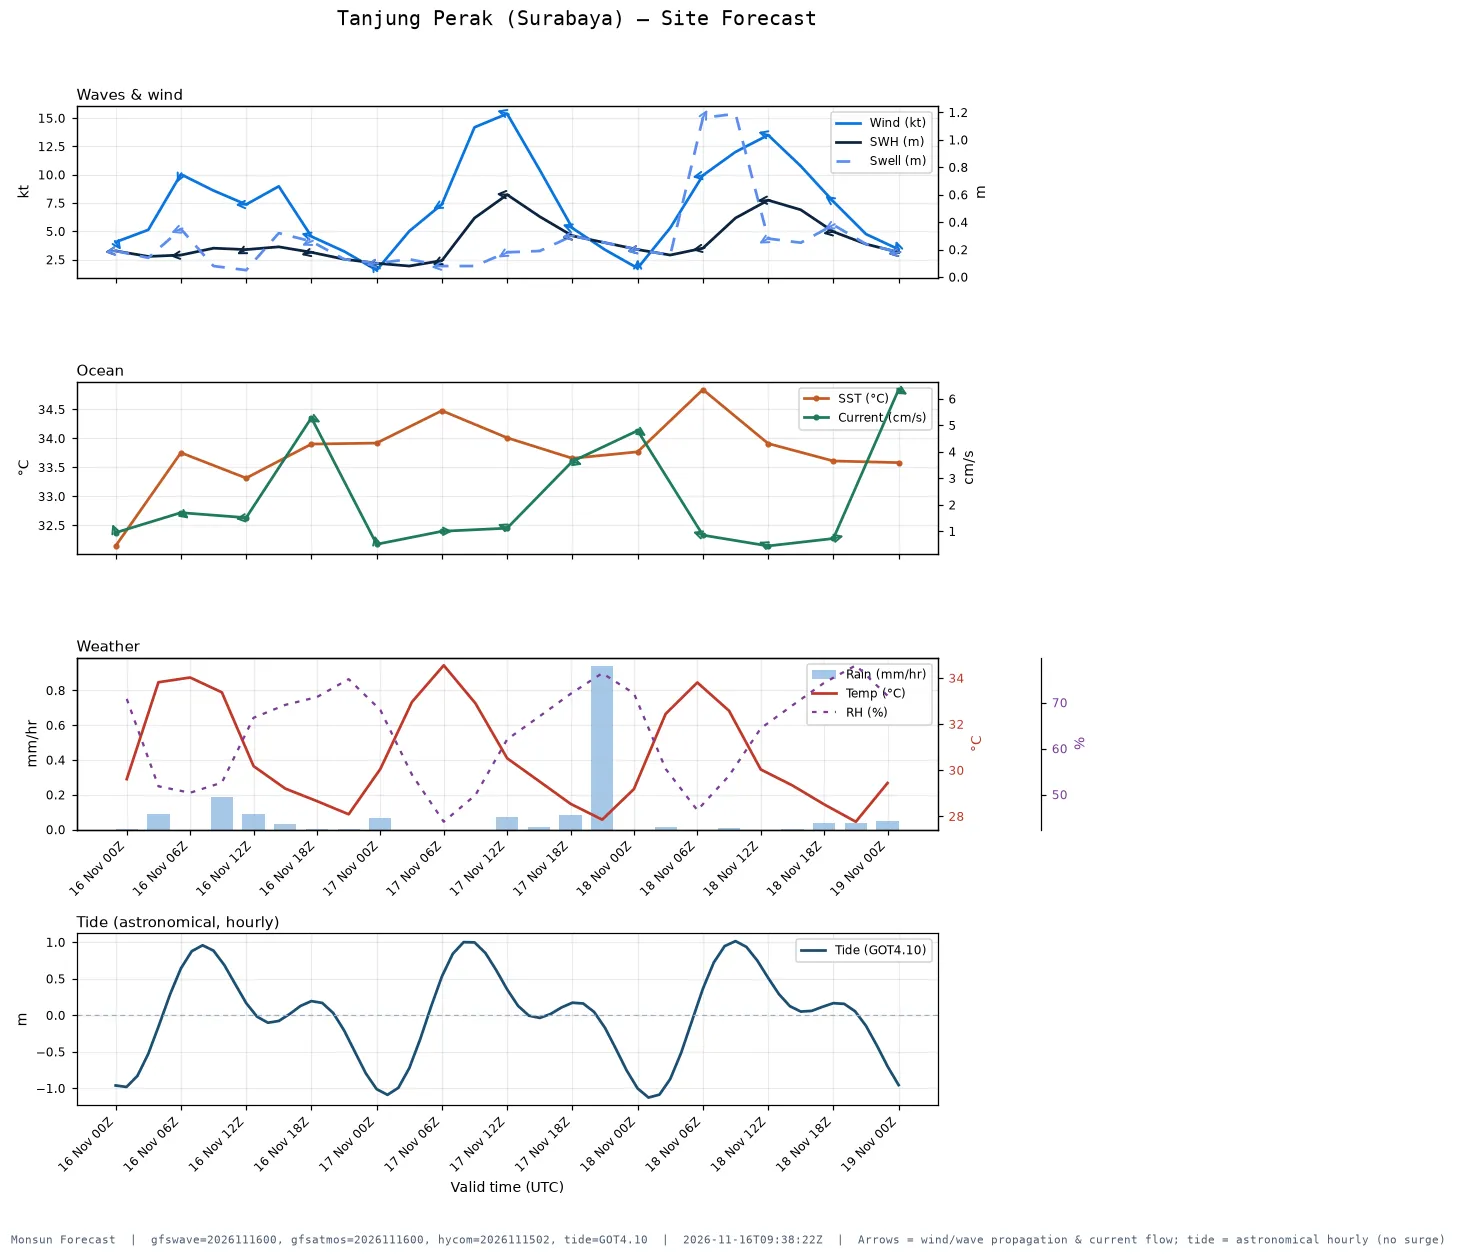 Tanjung Perak (Surabaya) — Site Forecast
Waves & wind
15.0
12.5
10.0
7.5
5.0
2.5
kt
1.2
1.0
0.8
0.6
0.4
0.2
0.0
m
Wind (kt)
SWH (m)
Swell (m)
Ocean
34.5
34.0
33.5
33.0
32.5
°C
6
5
4
3
2
1
cm/s
SST (°C)
Current (cm/s)
Weather
0.8
0.6
0.4
0.2
0.0
mm/hr
34
32
30
28
°C
70
60
50
%
Rain (mm/hr)
Temp (°C)
RH (%)
16 Nov 00Z
16 Nov 06Z
16 Nov 12Z
16 Nov 18Z
17 Nov 00Z
17 Nov 06Z
17 Nov 12Z
17 Nov 18Z
18 Nov 00Z
18 Nov 06Z
18 Nov 12Z
18 Nov 18Z
19 Nov 00Z
Tide (astronomical, hourly)
1.0
0.5
0.0
−0.5
−1.0
m
Tide (GOT4.10)
16 Nov 00Z
16 Nov 06Z
16 Nov 12Z
16 Nov 18Z
17 Nov 00Z
17 Nov 06Z
17 Nov 12Z
17 Nov 18Z
18 Nov 00Z
18 Nov 06Z
18 Nov 12Z
18 Nov 18Z
19 Nov 00Z
Valid time (UTC)
Monsun Forecast | gfswave=2026111600, gfsatmos=2026111600, hycom=2026111502, tide=GOT4.10 | 2026-11-16T09:38:22Z | Arrows = wind/wave propagation & current flow; tide = astronomical hourly (no surge)